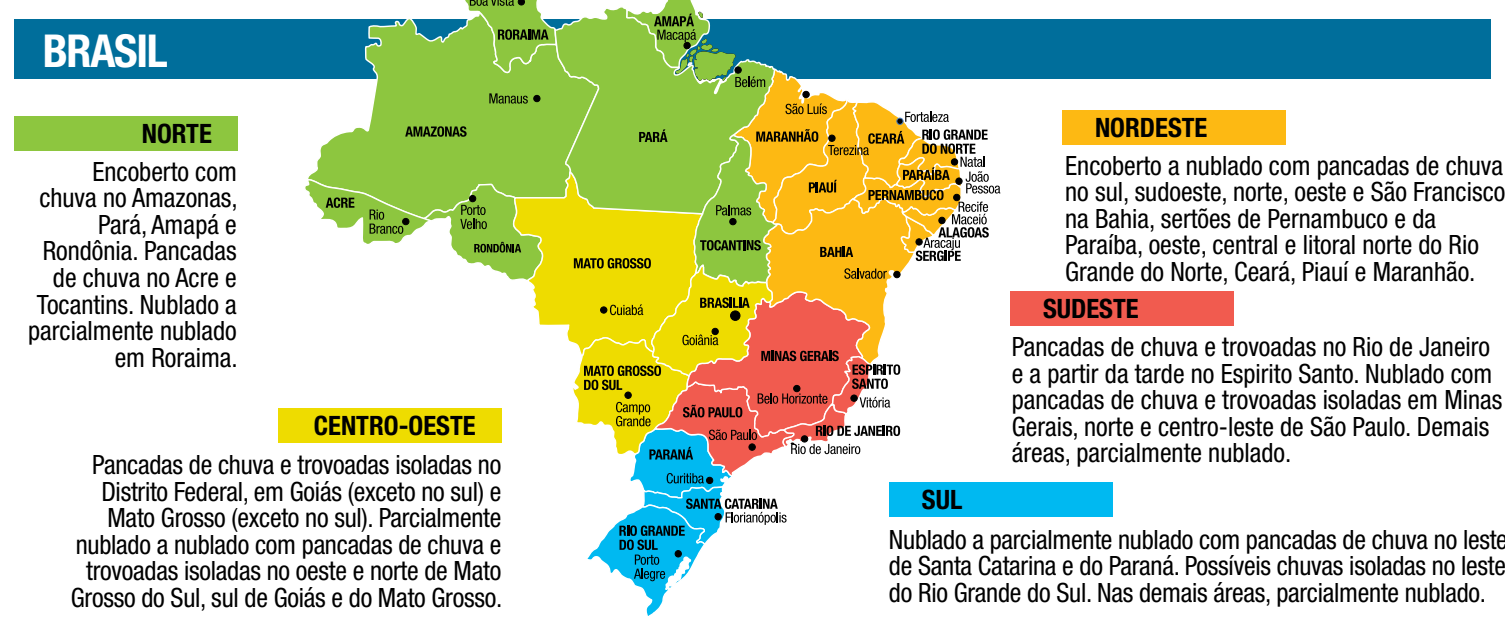 BRASIL
NORTE
Encoberto com
chuva no Amazonas,
Pará, Amapá e
Rondônia. Pancadas
de chuva no Acre e
Tocantins. Nublado a
parcialmente nublado
em Roraima.
CENTRO-OESTE
Pancadas de chuva e trovoadas isoladas no
Distrito Federal, em Goiás (exceto no sul) e
Mato Grosso (exceto no sul). Parcialmente
nublado a nublado com pancadas de chuva e
trovoadas isoladas no oeste e norte de Mato
Grosso do Sul, sul de Goiás e do Mato Grosso.
Boa Vista
RORAIMA
AMAPÁ
Macapá
Belém
Manaus
AMAZONAS
PARÁ
ACRE
Rio
Branco
Porto
Velho
RONDÔNIA
Palmas
TOCANTINS
São Luís
MARANHÃO
Terezina
PIAUÍ
CEARÁ
Fortaleza
RIO GRANDE
DO NORTE
Natal
PARAÍBA
João
Pessoa
PERNAMBUCO
Recife
Maceió
ALAGOAS
Aracaju
SERGIPE
BAHIA
Salvador
MATO GROSSO
Cuiabá
BRASILIA
Goiânia
MATO GROSSO
DO SUL
Campo
Grande
MINAS GERAIS
Belo Horizonte
ESPIRITO
SANTO
Vitória
SÃO PAULO
São Paulo
RIO DE JANEIRO
Rio de Janeiro
PARANÁ
Curitiba
SANTA CATARINA
Florianópolis
RIO GRANDE
DO SUL
Porto
Alegre
NORDESTE
Encoberto a nublado com pancadas de chuva
no sul, sudoeste, norte, oeste e São Francisco
na Bahia, sertões de Pernambuco e da
Paraíba, oeste, central e litoral norte do Rio
Grande do Norte, Ceará, Piauí e Maranhão.
SUDESTE
Pancadas de chuva e trovoadas no Rio de Janeiro
e a partir da tarde no Espirito Santo. Nublado com
pancadas de chuva e trovoadas isoladas em Minas
Gerais, norte e centro-leste de São Paulo. Demais
áreas, parcialmente nublado.
SUL
Nublado a parcialmente nublado com pancadas de chuva no leste
de Santa Catarina e do Paraná. Possíveis chuvas isoladas no leste
do Rio Grande do Sul. Nas demais áreas, parcialmente nublado.